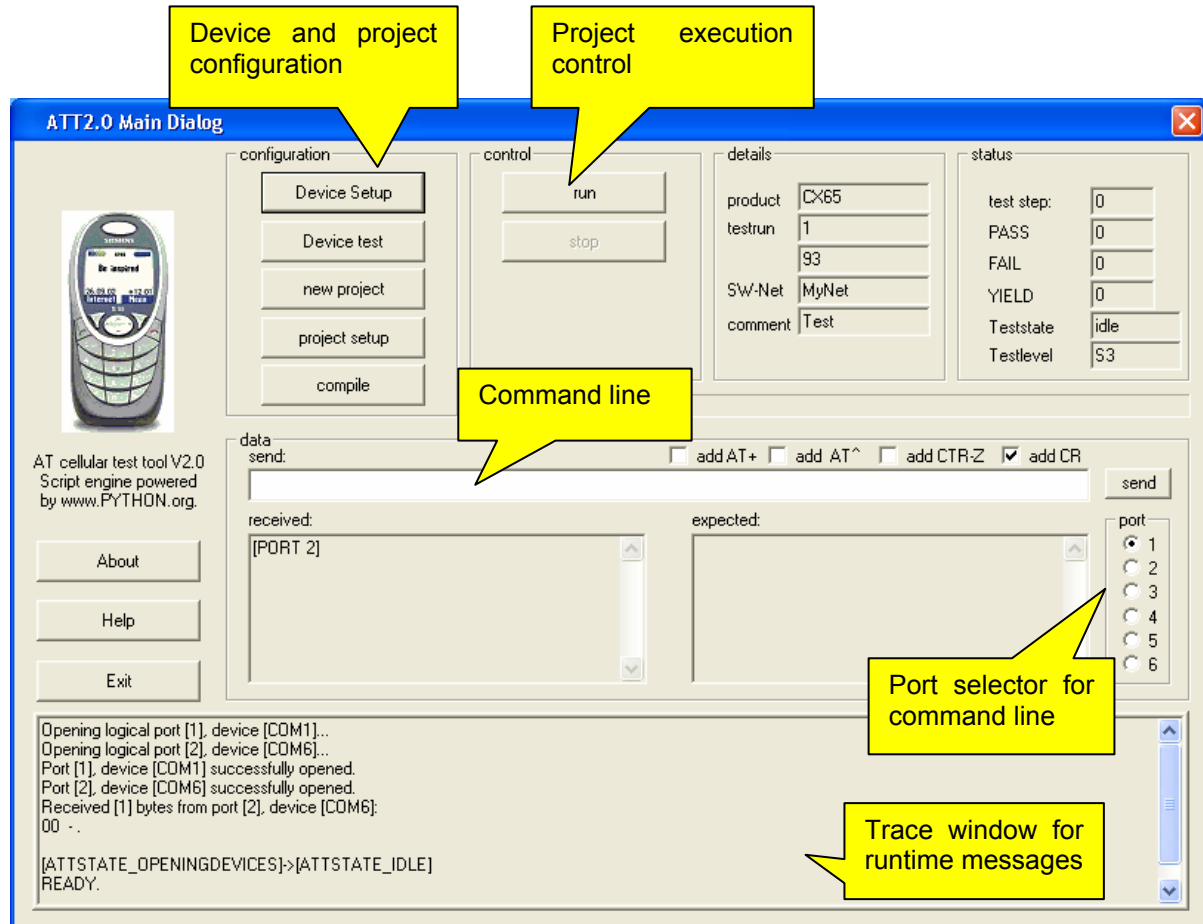 Device and project
configuration
Project execution
control
ATT2.0 Main Dialog
configuration
Device Setup
Device test
new project
project setup
compile
control
run
stop
details
product CX65
testrun 1
93
SW-Net MyNet
comment Test
status
test step: 0
PASS 0
FAIL 0
YIELD 0
Teststate idle
Testlevel S3
SIEMENS
Be inspired
26.09.02
Internet
Command line
AT cellular test tool V2.0
Script engine powered
by www.PYTHON.org.
About
Help
Exit
data
send:
add AT+ add AT^ add CTR-Z add CR
send
received:
[PORT 2]
expected:
port
1
2
3
4
5
6
Port selector for
command line
Opening logical port [1], device [COM1]...
Opening logical port [2], device [COM6]...
Port [1], device [COM1] successfully opened.
Port [2], device [COM6] successfully opened.
Received [1] bytes from port [2], device [COM6]:
00 - .
[ATTSTATE_OPENINGDEVICES]->[ATTSTATE_IDLE]
READY.
Trace window for
runtime messages